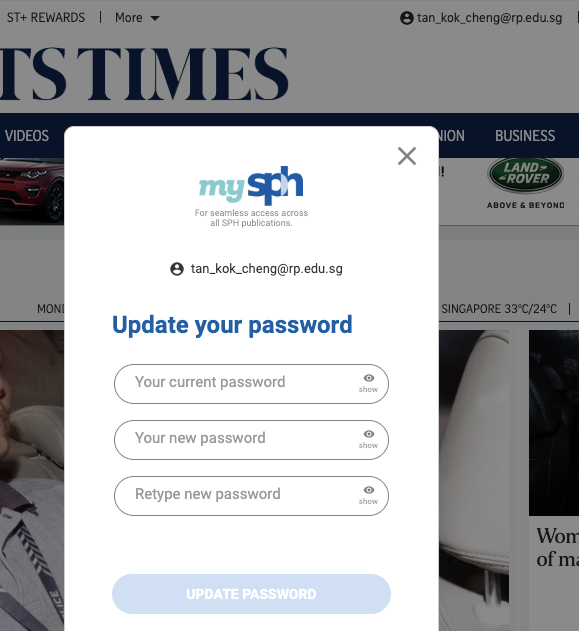 ST+ REWARDS | More
tan_kok_cheng@rp.edu.sg |
TS TIMES
VIDEOS
NION BUSINESS
!
LAND-
ROVER
ABOVE & BEYOND
mysph
For seamless access across
all SPH publications.
tan_kok_cheng@rp.edu.sg
MOND
SINGAPORE 33°C/24°C |
Update your password
Your current password
show
Your new password
show
Retype new password
show
UPDATE PASSWORD
Wom
of ma